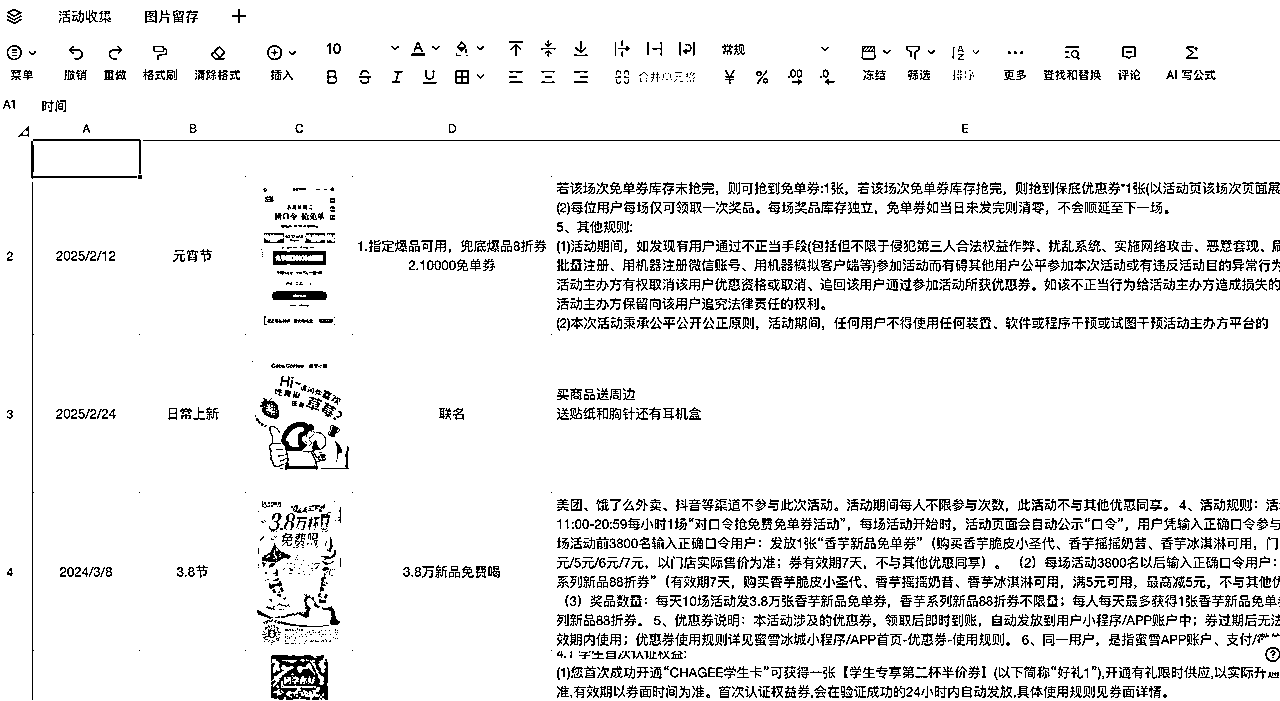 活动收集 图片留存
10 常规
菜单 撤销 重做 格式刷 清除格式 插入 合并单元格 冻结 筛选 排序 更多 查找和替换 评论 AI 写公式
A1 时间
A B C D E
若该场次免单券库存未抢完，则可抢到免单券:1张，若该场次免单券库存抢完，则抢到保底优惠券*1张(以活动页该场次页面展
(2)每位用户每场仅可领取一次奖品。每场奖品库存独立，免单券如当日未发完则清零，不会顺延至下一场。
5、其他规则:
(1)活动期间，如发现有用户通过不正当手段(包括但不限于侵犯第三人合法权益作弊、扰乱系统、实施网络攻击、恶意套现、
批量注册、用机器注册微信账号、用机器模拟客户端等)参加活动而有碍其他用户公平参加本次活动或有违反活动目的异常行为
活动主办方有权取消该用户优惠资格或取消、追回该用户通过参加活动所获优惠券。如该不正当行为给活动主办方造成损失的
活动主办方保留向该用户追究法律责任的权利。
(2)本次活动秉承公平公开公正原则，活动期间，任何用户不得使用任何装置、软件或程序干预或试图干预活动主办方平台的
2 2025/2/12 元宵节
1.指定爆品可用，兜底爆品8折券
2.10000免单券
对口令 抢免单
3 2025/2/24 日常上新
Hi~
草莓?
联名
买商品送周边
送贴纸和胸针还有耳机盒
4 2024/3/8 3.8节
3.8万杯
免费喝
3.8万新品免费喝
美团、饿了么外卖、抖音等渠道不参与此次活动。活动期间每人不限参与次数，此活动不与其他优惠同享。 4、活动规则：活
11:00-20:59每小时1场“对口令抢免费免单券活动”，每场活动开始时，活动页面会自动公示“口令”，用户凭输入正确口令参与
场活动前3800名输入正确口令用户：发放1张“香芋新品免单券”（购买香芋脆皮小圣代、香芋摇摇奶昔、香芋冰淇淋可用，门
元/5元/6元/7元，以门店实际售价为准；券有效期7天，不与其他优惠同享）。（2）每场活动3800名以后输入正确口令用户：
系列新品88折券”（有效期7天，购买香芋脆皮小圣代、香芋摇摇奶昔、香芋冰淇淋可用，满5元可用，最高减5元，不与其他优
（3）奖品数量：每天10场活动发3.8万张香芋新品免单券，香芋系列新品88折券不限量；每人每天最多获得1张香芋新品免单
列新品88折券。 5、优惠券说明：本活动涉及的优惠券，领取后即时到账，自动发放到用户小程序/APP账户中；券过期后无法
效期内使用；优惠券使用规则详见蜜雪冰城小程序/APP首页-优惠券-使用规则。 6、同一用户，是指蜜雪APP账户、支付
4.1 学生首次认证权益:
(1)您首次成功开通“CHAGEE学生卡”可获得一张【学生专享第二杯半价券】(以下简称“好礼1”),开通有礼限时供应,以实际开
准,有效期以券面时间为准。首次认证权益券,会在验证成功的24小时内自动发放,具体使用规则见券面详情。